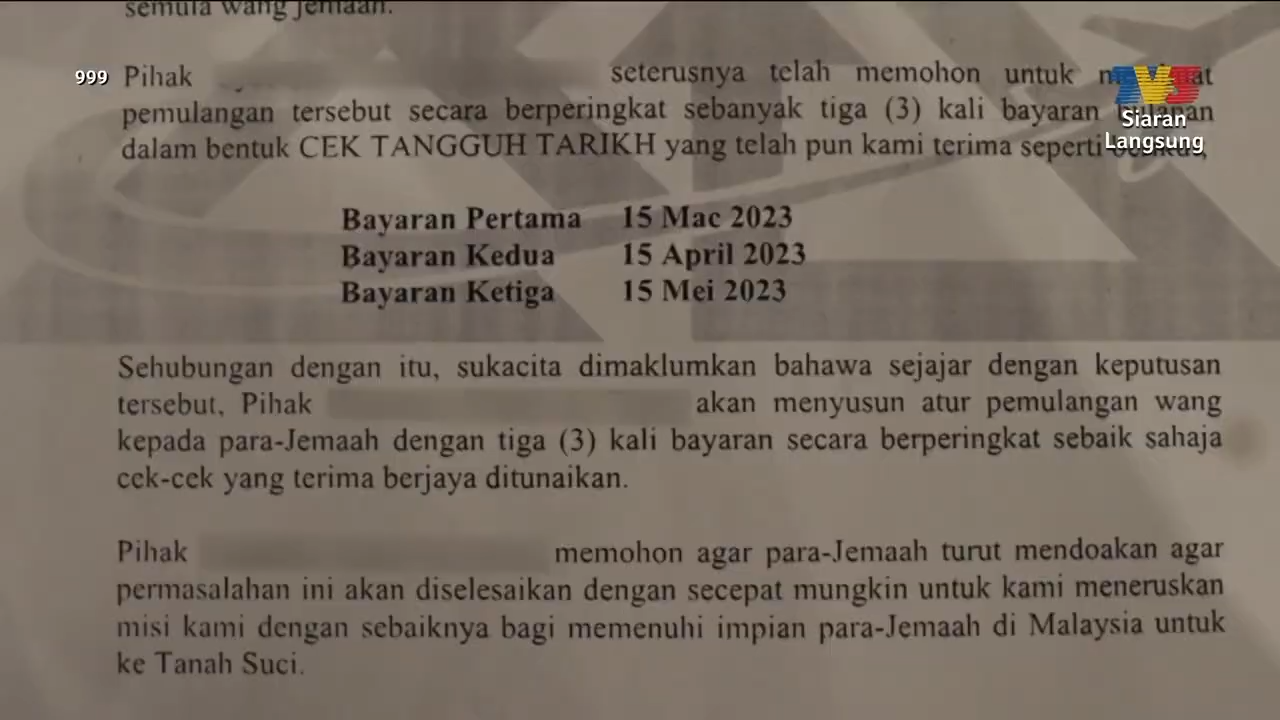 semula wang jemaah.
999
Pihak seterusnya telah memohon untuk
pemulangan tersebut secara berperingkat sebanyak tiga (3) kali bayaran bulanan
dalam bentuk CEK TANGGUH TARIKH yang telah pun kami terima seperti
TV3
Siaran
Langsung
Bayaran Pertama 15 Mac 2023
Bayaran Kedua 15 April 2023
Bayaran Ketiga 15 Mei 2023
Sehubungan dengan itu, sukacita dimaklumkan bahawa sejajar dengan keputusan
tersebut, Pihak akan menyusun atur pemulangan wang
kepada para-Jemaah dengan tiga (3) kali bayaran secara berperingkat sebaik sahaja
cek-cek yang terima berjaya ditunaikan.
Pihak memohon agar para-Jemaah turut mendoakan agar
permasalahan ini akan diselesaikan dengan secepat mungkin untuk kami meneruskan
misi kami dengan sebaiknya bagi memenuhi impian para-Jemaah di Malaysia untuk
ke Tanah Suci.